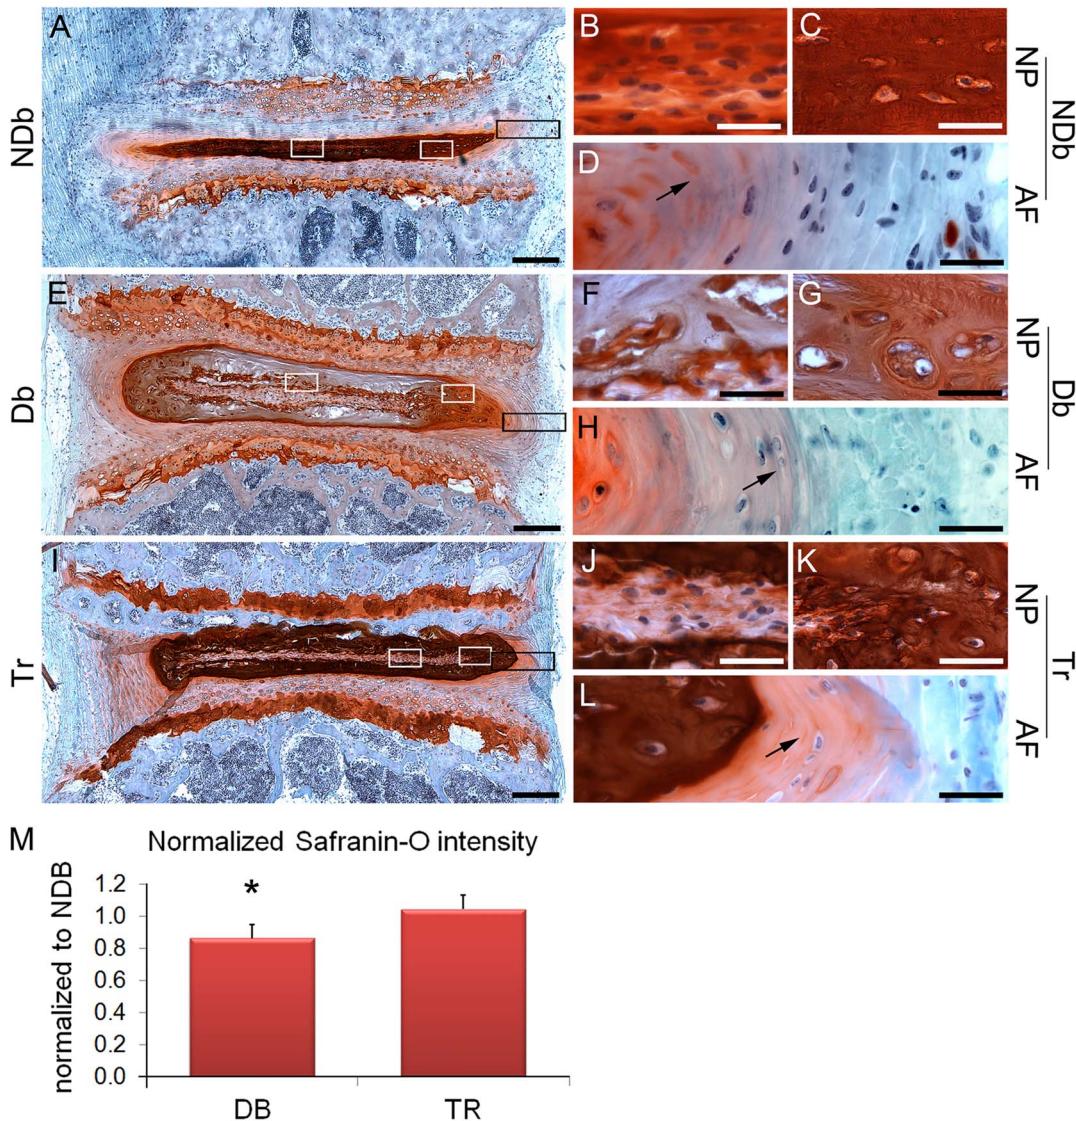 A
B
C
NDb
NP
NDb
D
AF
E
F
G
Db
NP
Db
H
AF
I
J
K
Tr
NP
Tr
L
AF
M
Normalized Safranin-O intensity
normalized to NDB
*
1.2
1.0
0.8
0.6
0.4
0.2
0.0
DB
TR